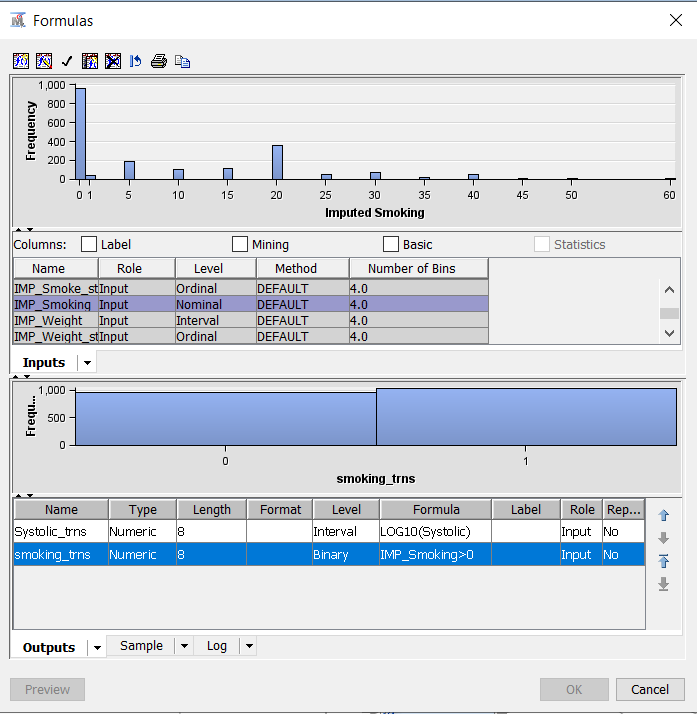 Formulas
1,000
800
600
400
200
0
Frequency
0 1 5 10 15 20 25 30 35 40 45 50 60
Imputed Smoking
Columns: Label Mining Basic Statistics
Name Role Level Method Number of Bins
IMP_Smoke_st Input Ordinal DEFAULT 4.0
IMP_Smoking Input Nominal DEFAULT 4.0
IMP_Weight Input Interval DEFAULT 4.0
IMP_Weight_st Input Ordinal DEFAULT 4.0
Inputs
1,000
500
0
Frequ...
0 1
smoking_trns
Name Type Length Format Level Formula Label Role Rep...
Systolic_trns Numeric 8 Interval LOG10(Systolic) Input No
smoking_trns Numeric 8 Binary IMP_Smoking>0 Input No
Outputs Sample Log
Preview OK Cancel